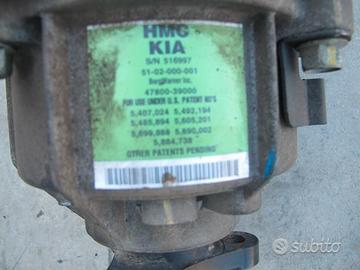 HMC
KIA
S/N 516997
51-02-000-001
BorgWarner Inc.
47800-39000
FOR USE UNDER U.S. PATENT NO'S
5,407,024 5,492,194
5,485,894 5,605,201
5,699,888 5,690,002
5,884,738
OTHER PATENTS PENDING
subito